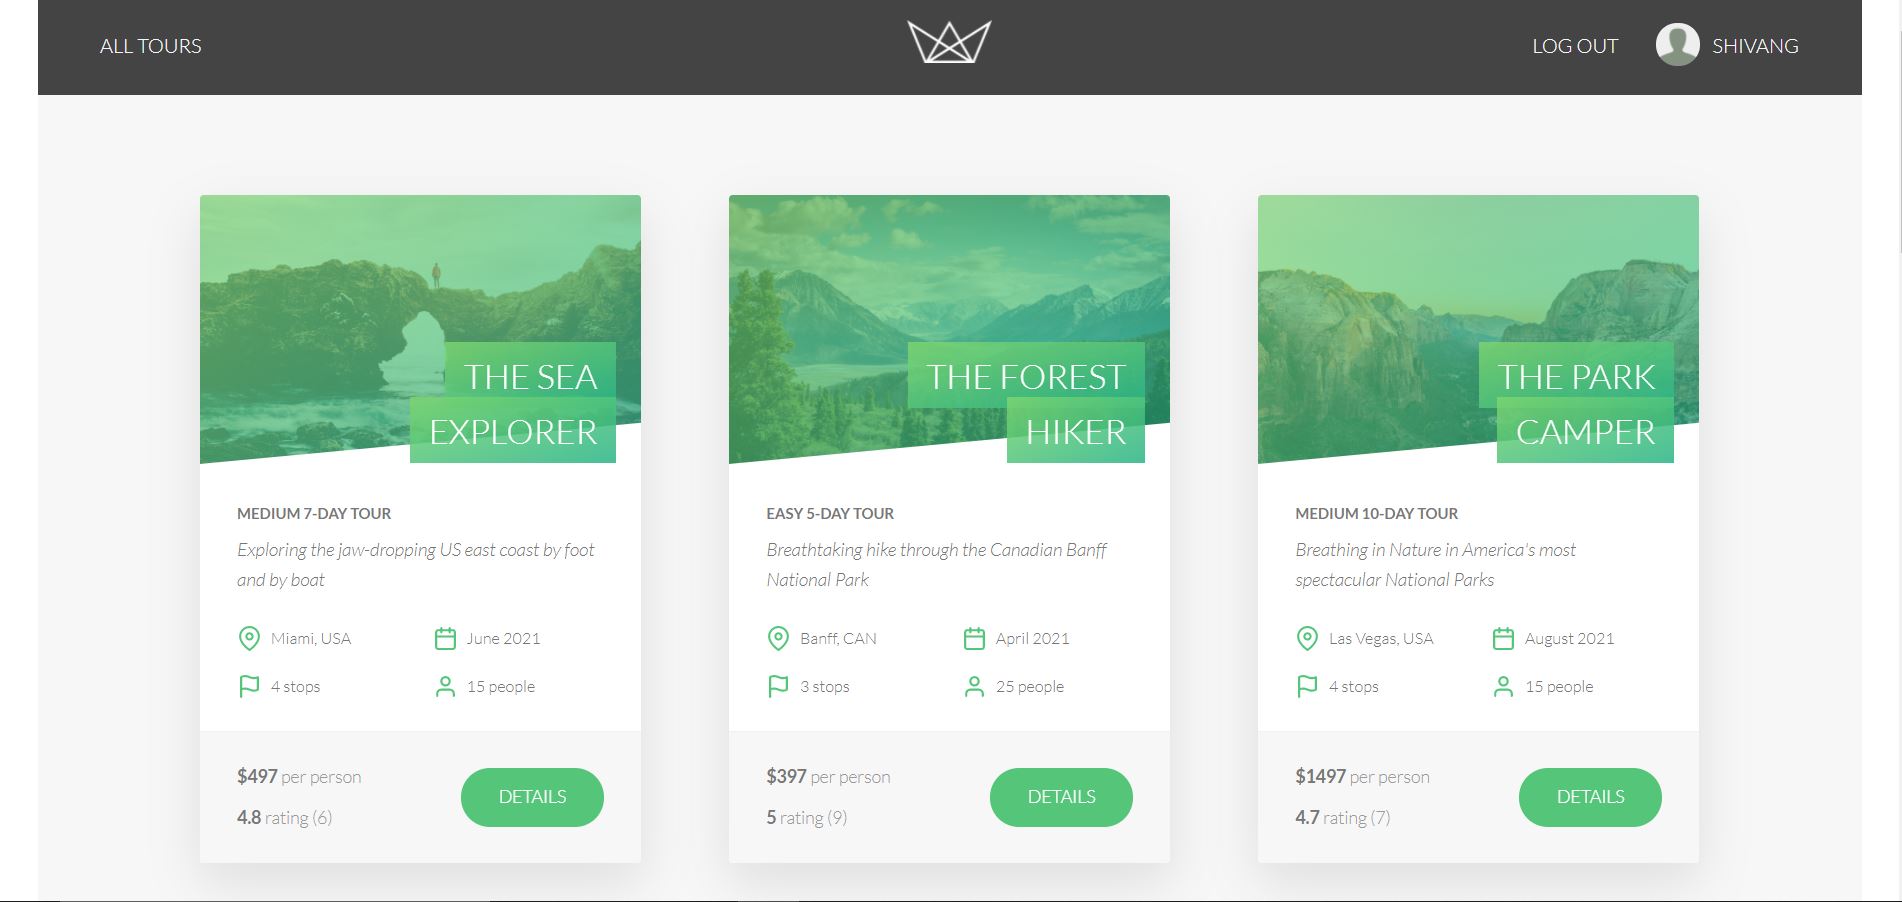 ALL TOURS
LOG OUT
SHIVANG
THE SEA
EXPLORER
MEDIUM 7-DAY TOUR
Exploring the jaw-dropping US east coast by foot
and by boat
Miami, USA
June 2021
4 stops
15 people
$497 per person
4.8 rating (6)
DETAILS
THE FOREST
HIKER
EASY 5-DAY TOUR
Breathtaking hike through the Canadian Banff
National Park
Banff, CAN
April 2021
3 stops
25 people
$397 per person
5 rating (9)
DETAILS
THE PARK
CAMPER
MEDIUM 10-DAY TOUR
Breathing in Nature in America's most
spectacular National Parks
Las Vegas, USA
August 2021
4 stops
15 people
$1497 per person
4.7 rating (7)
DETAILS